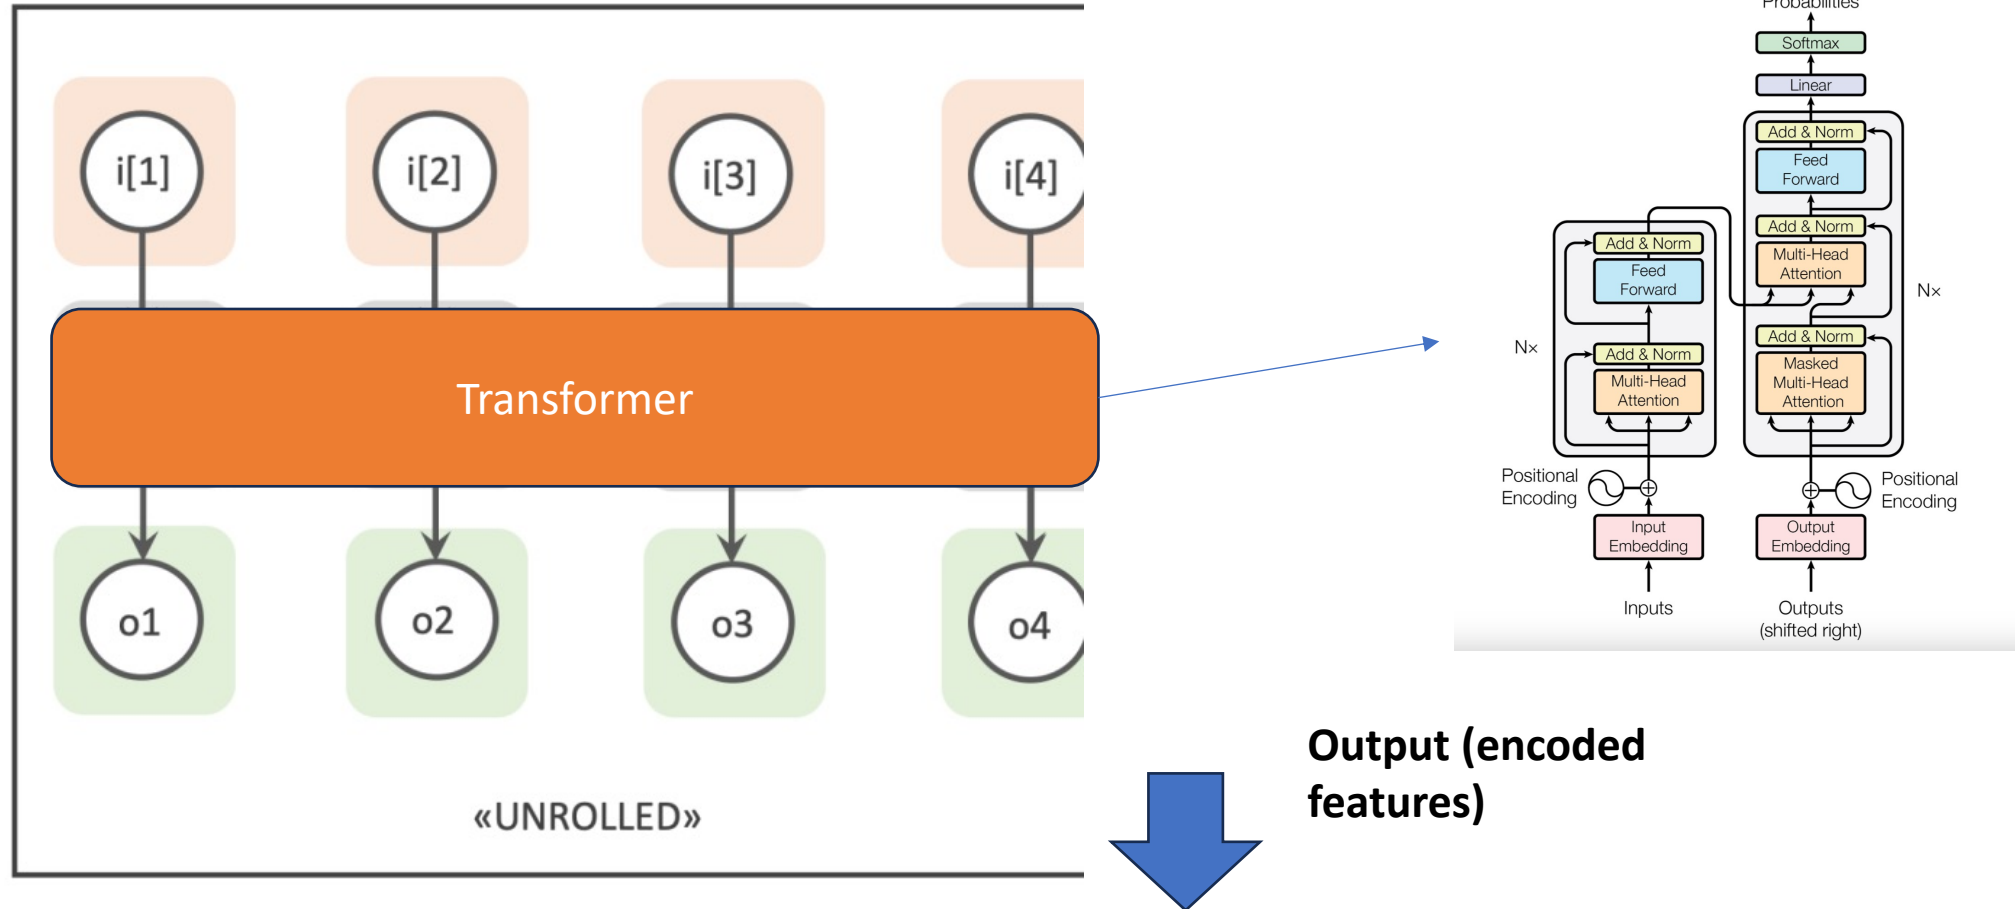 i[1]
i[2]
i[3]
i[4]
Transformer
o1
o2
o3
o4
«UNROLLED»
Probabilities
Softmax
Linear
Add & Norm
Feed
Forward
Add & Norm
Multi-Head
Attention
Nx
Add & Norm
Masked
Multi-Head
Attention
Add & Norm
Feed
Forward
Nx
Add & Norm
Multi-Head
Attention
Positional
Encoding
Positional
Encoding
Input
Embedding
Output
Embedding
Inputs
Outputs
(shifted right)
Output (encoded
features)